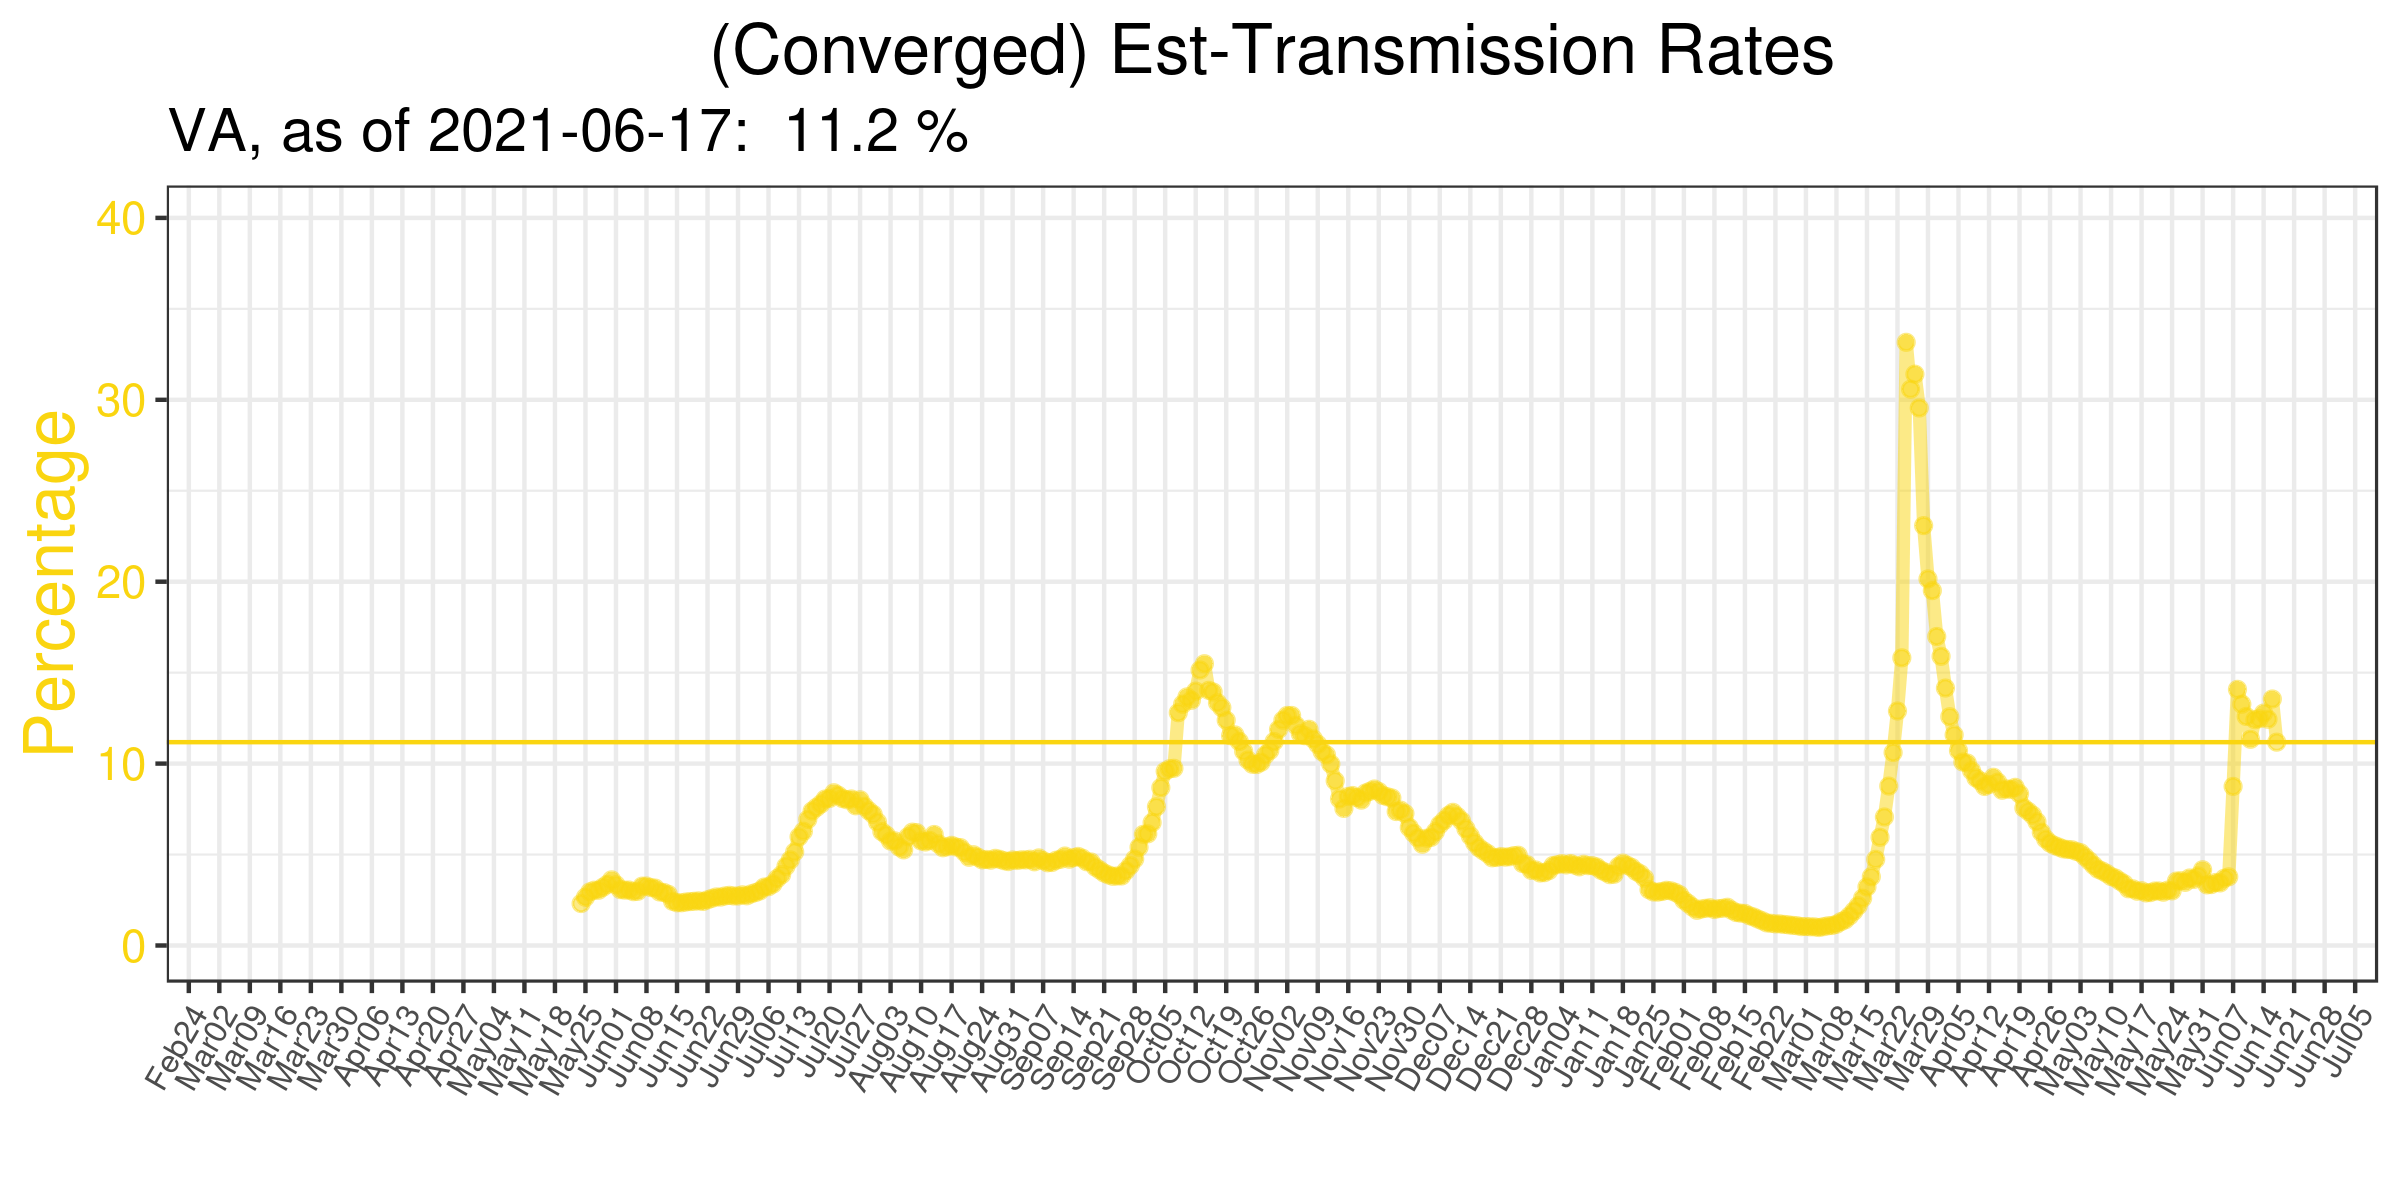 (Converged) Est-Transmission Rates
VA, as of 2021-06-17:  11.2 %
Percentage
40
30
20
10
0
Feb24
Mar02
Mar09
Mar16
Mar23
Mar30
Apr06
Apr13
Apr20
Apr27
May04
May11
May18
May25
Jun01
Jun08
Jun15
Jun22
Jun29
Jul06
Jul13
Jul20
Jul27
Aug03
Aug10
Aug17
Aug24
Aug31
Sep07
Sep14
Sep21
Sep28
Oct05
Oct12
Oct19
Oct26
Nov02
Nov09
Nov16
Nov23
Nov30
Dec07
Dec14
Dec21
Dec28
Jan04
Jan11
Jan18
Jan25
Feb01
Feb08
Feb15
Feb22
Mar01
Mar08
Mar15
Mar22
Mar29
Apr05
Apr12
Apr19
Apr26
May03
May10
May17
May24
May31
Jun07
Jun14
Jun21
Jun28
Jul05